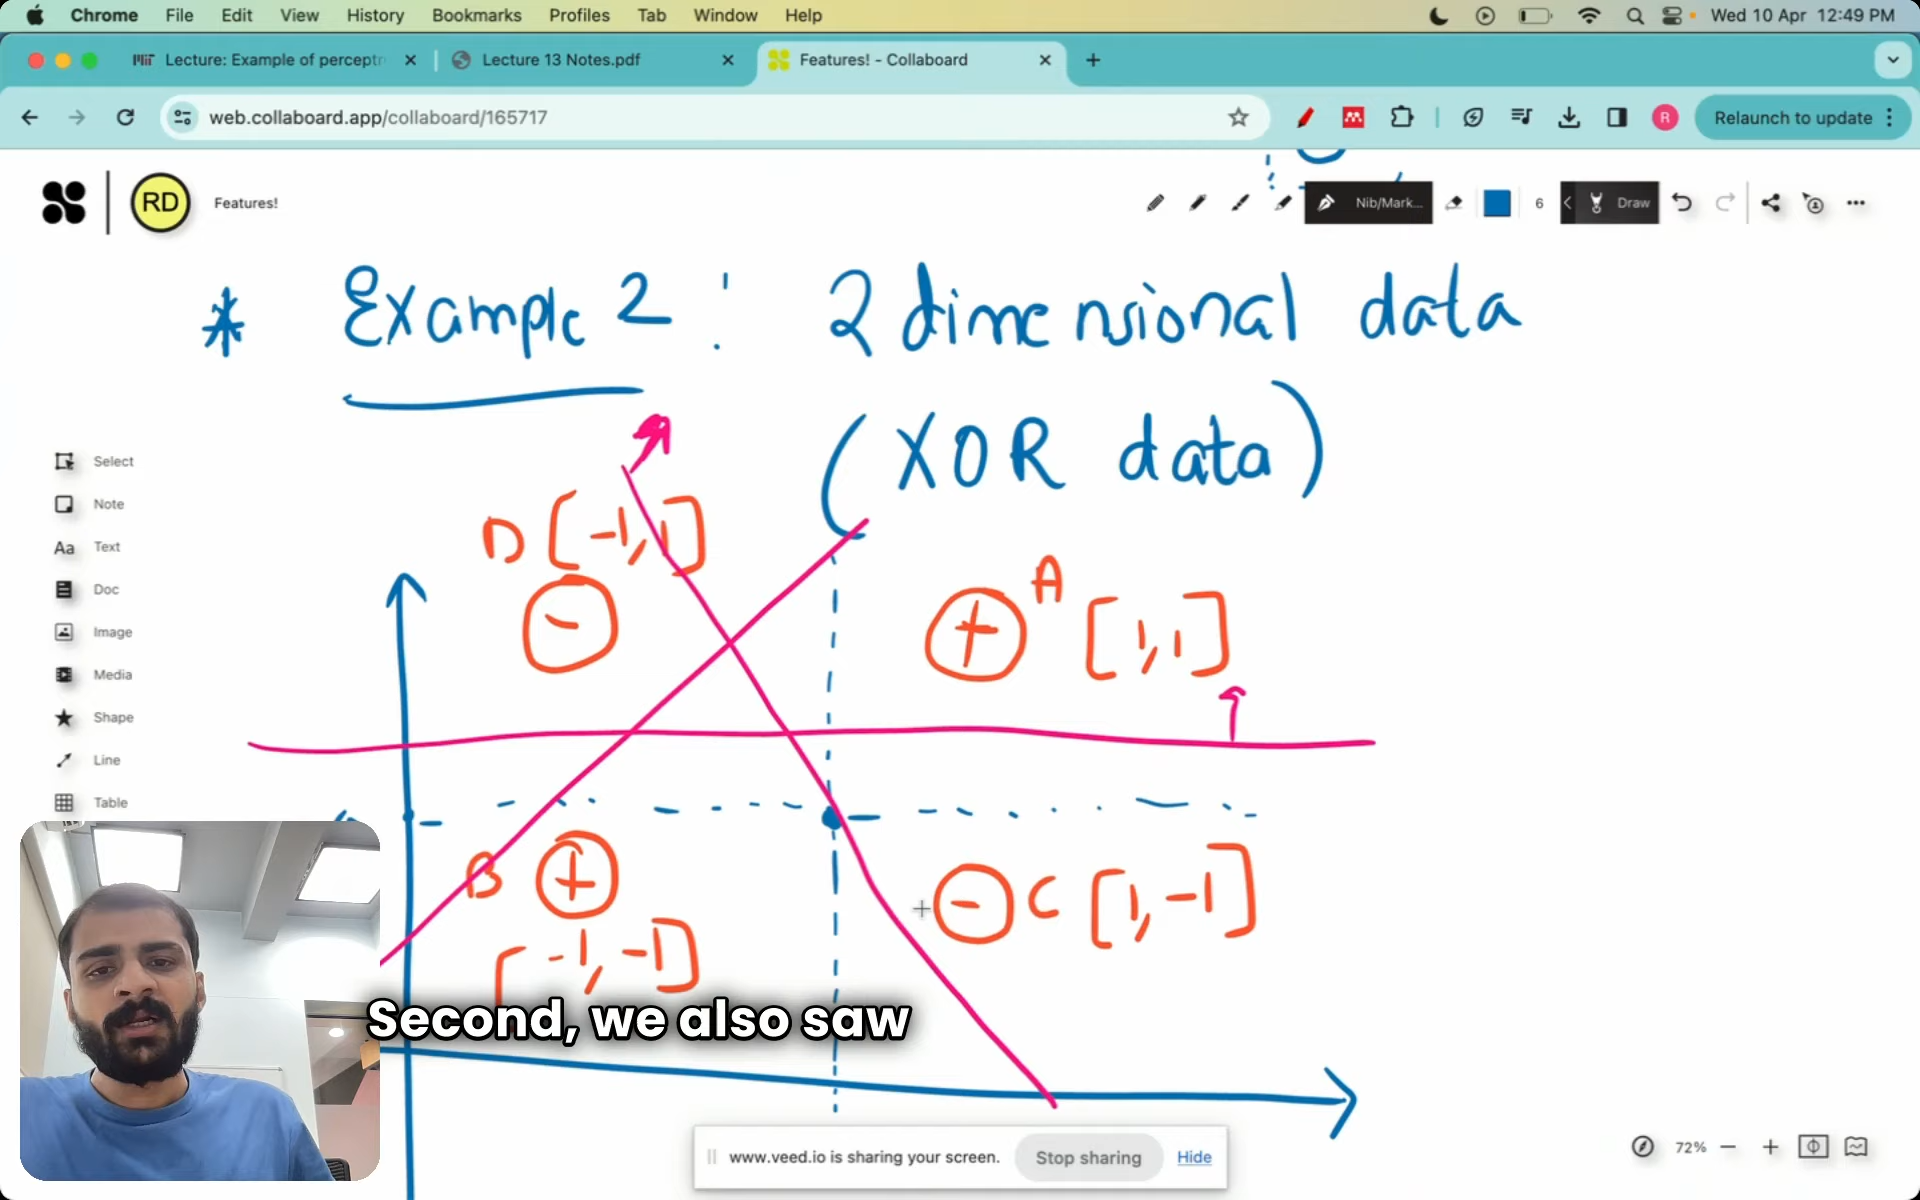 Chrome File Edit View History Bookmarks Profiles Tab Window Help Wed 10 Apr 12:49 PM
Lecture: Example of perceptr Lecture 13 Notes.pdf Features! - Collaboard
web.collaboard.app/collaboard/165717 R Relaunch to update
RD Features! Nib/Mark... 6 Draw
* Example 2 : 2 dimensional data
(XOR data)
Select
Note
Text
Doc
Image
Media
Shape
Line
Table
D [-1, 1]
-
+ A [1, 1]
B +
[-1, -1]
- C [1, -1]
Second, we also saw
www.veed.io is sharing your screen. Stop sharing Hide
72%